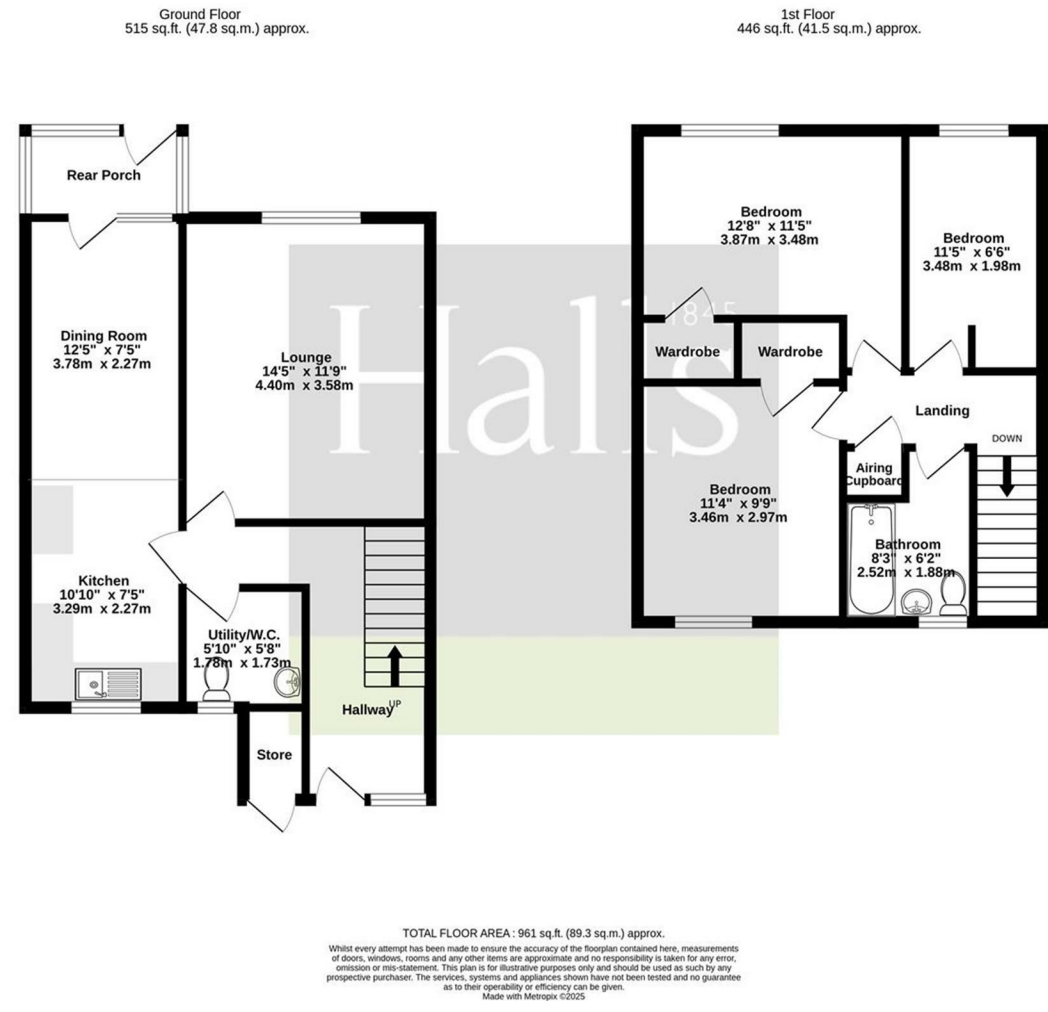 Ground Floor
515 sq.ft. (47.8 sq.m.) approx.
1st Floor
446 sq.ft. (41.5 sq.m.) approx.
Rear Porch
Dining Room
12'5" x 7'5"
3.78m x 2.27m
Lounge
14'5" x 11'9"
4.40m x 3.58m
Kitchen
10'10" x 7'5"
3.29m x 2.27m
Utility/W.C.
5'10" x 5'8"
1.78m x 1.73m
Hallway
UP
Store
Halls
1845
Bedroom
12'8" x 11'5"
3.87m x 3.48m
Bedroom
11'5" x 6'6"
3.48m x 1.98m
Wardrobe
Wardrobe
Landing
DOWN
Airing
Cupboard
Bedroom
11'4" x 9'9"
3.46m x 2.97m
Bathroom
8'3" x 6'2"
2.52m x 1.88m
TOTAL FLOOR AREA : 961 sq.ft. (89.3 sq.m.) approx.
Whilst every attempt has been made to ensure the accuracy of the floorplan contained here, measurements
of doors, windows, rooms and any other items are approximate and no responsibility is taken for any error,
omission or mis-statement. This plan is for illustrative purposes only and should be used as such by any
prospective purchaser. The services, systems and appliances shown have not been tested and no guarantee
as to their operability or efficiency can be given.
Made with Metropix ©2025